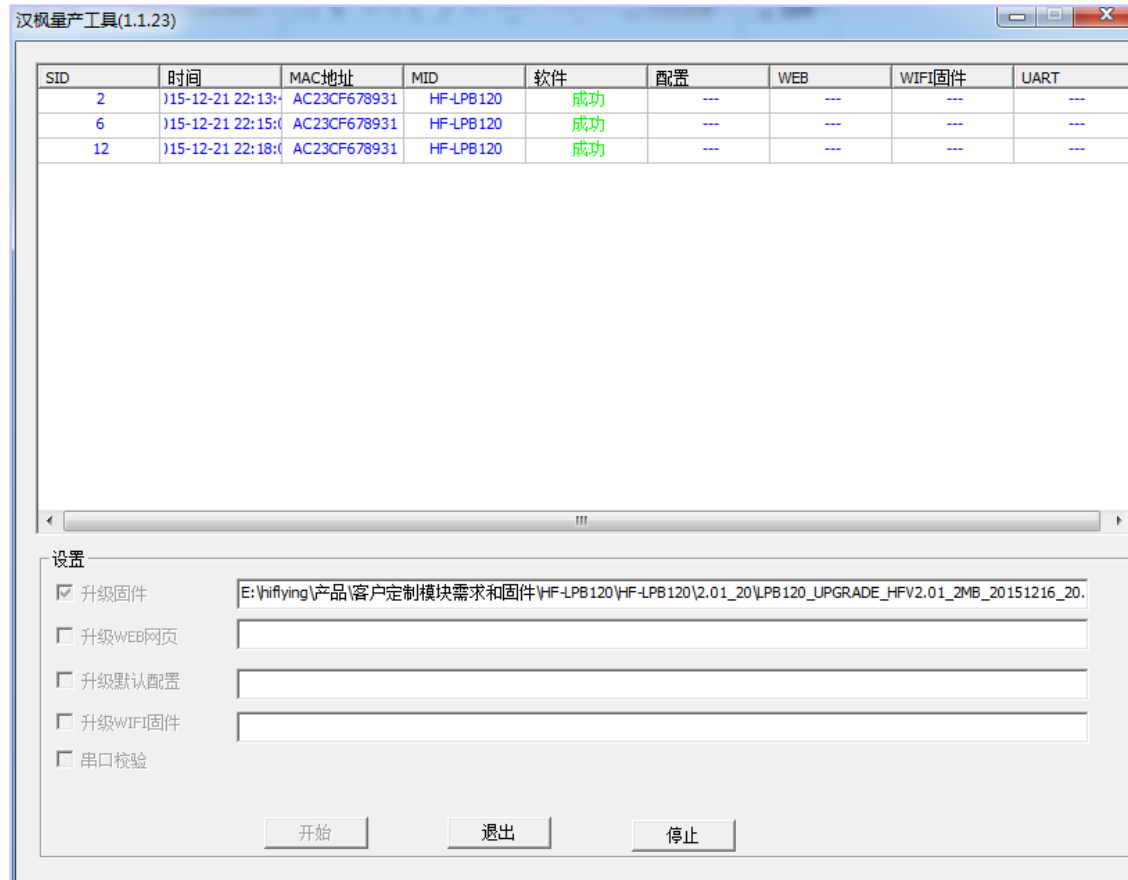 汉枫量产工具(1.1.23)
SID 时间 MAC地址 MID 软件 配置 WEB WIFI固件 UART
2 015-12-21 22:13:4 AC23CF678931 HF-LPB120 成功 --- --- --- ---
6 015-12-21 22:15:0 AC23CF678931 HF-LPB120 成功 --- --- --- ---
12 015-12-21 22:18:0 AC23CF678931 HF-LPB120 成功 --- --- --- ---
设置
升级固件 E:\hiflying\产品\客户定制模块需求和固件\HF-LPB120\HF-LPB120\2.01_20\LPB120_UPGRADE_HFV2.01_2MB_20151216_20.
升级WEB网页
升级默认配置
升级WIFI固件
串口校验
开始 退出 停止